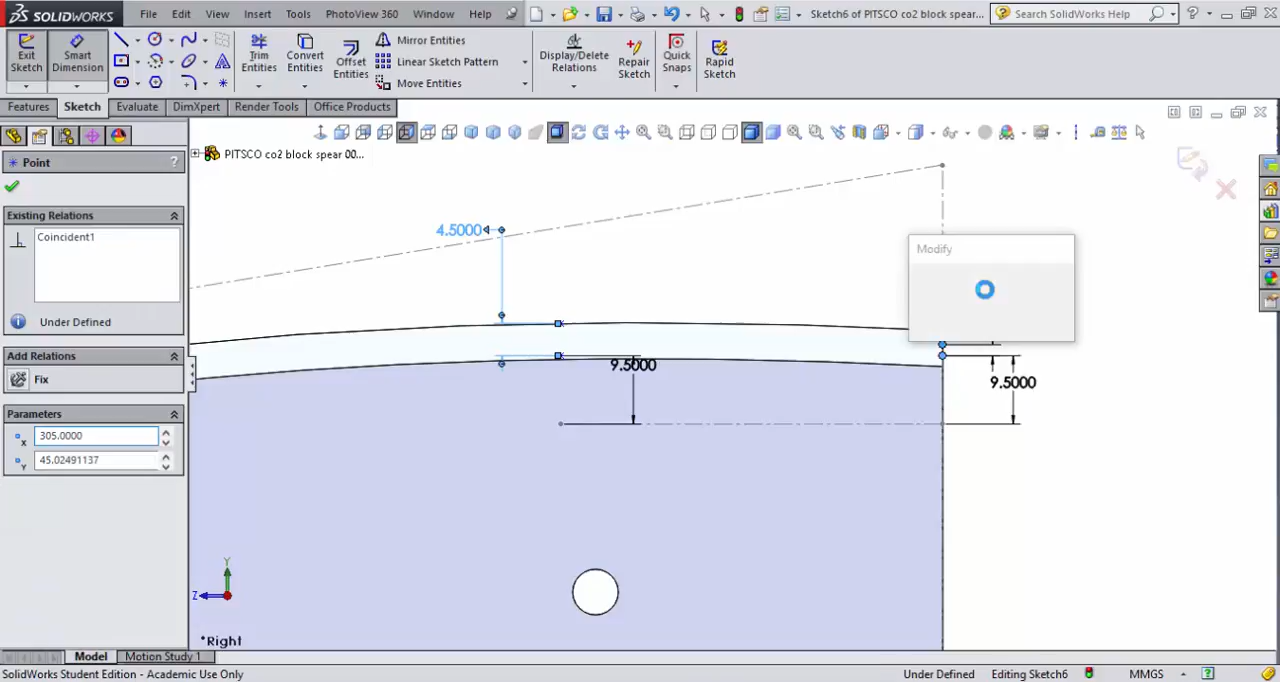 SOLIDWORKS File Edit View Insert Tools PhotoView 360 Window Help Sketch6 of PITSCO co2 block spear... Search SolidWorks Help
Exit Sketch Smart Dimension Trim Entities Convert Entities Offset Entities Mirror Entities Linear Sketch Pattern Move Entities Display/Delete Relations Repair Sketch Quick Snaps Rapid Sketch
Features Sketch Evaluate DimXpert Render Tools Office Products
PITSCO co2 block spear 00...
Point ?
Existing Relations
Coincident1
Under Defined
Add Relations
Fix
Parameters
X 305.0000
Y 45.02491137
4.5000
Modify
9.5000
9.5000
Y
Z
*Right
Model Motion Study 1
SolidWorks Student Edition - Academic Use Only Under Defined Editing Sketch6 MMGS ?